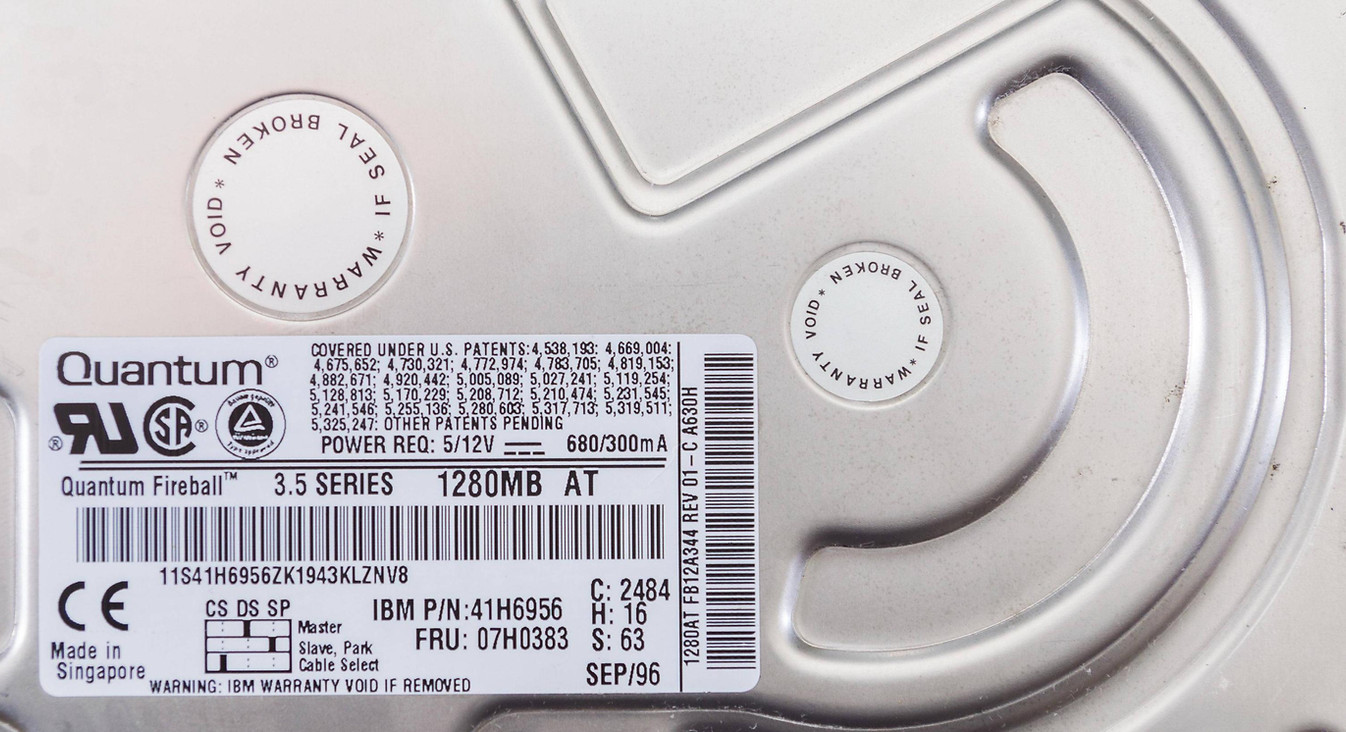 *WARRANTY VOID* IF SEAL BROKEN
*WARRANTY VOID* IF SEAL BROKEN
Quantum®
COVERED UNDER U.S. PATENTS:4,538,193; 4,669,004;
4,675,652; 4,730,321; 4,772,974; 4,783,705; 4,819,153;
4,882,671; 4,920,442; 5,005,089; 5,027,241; 5,119,254;
5,128,813; 5,170,229; 5,208,712; 5,210,474; 5,231,545;
5,241,546; 5,255,136; 5,280,603; 5,317,713; 5,319,511;
5,325,247; OTHER PATENTS PENDING
POWER REQ: 5/12V 680/300mA
Quantum Fireball™ 3.5 SERIES 1280MB AT
11S41H6956ZK1943KLZNV8
CE
Made in
Singapore
CS DS SP
Master
Slave, Park
Cable Select
IBM P/N:41H6956
FRU: 07H0383
C: 2484
H: 16
S: 63
SEP/96
WARNING: IBM WARRANTY VOID IF REMOVED
1280AT FB12A344 REV 01-C A630H